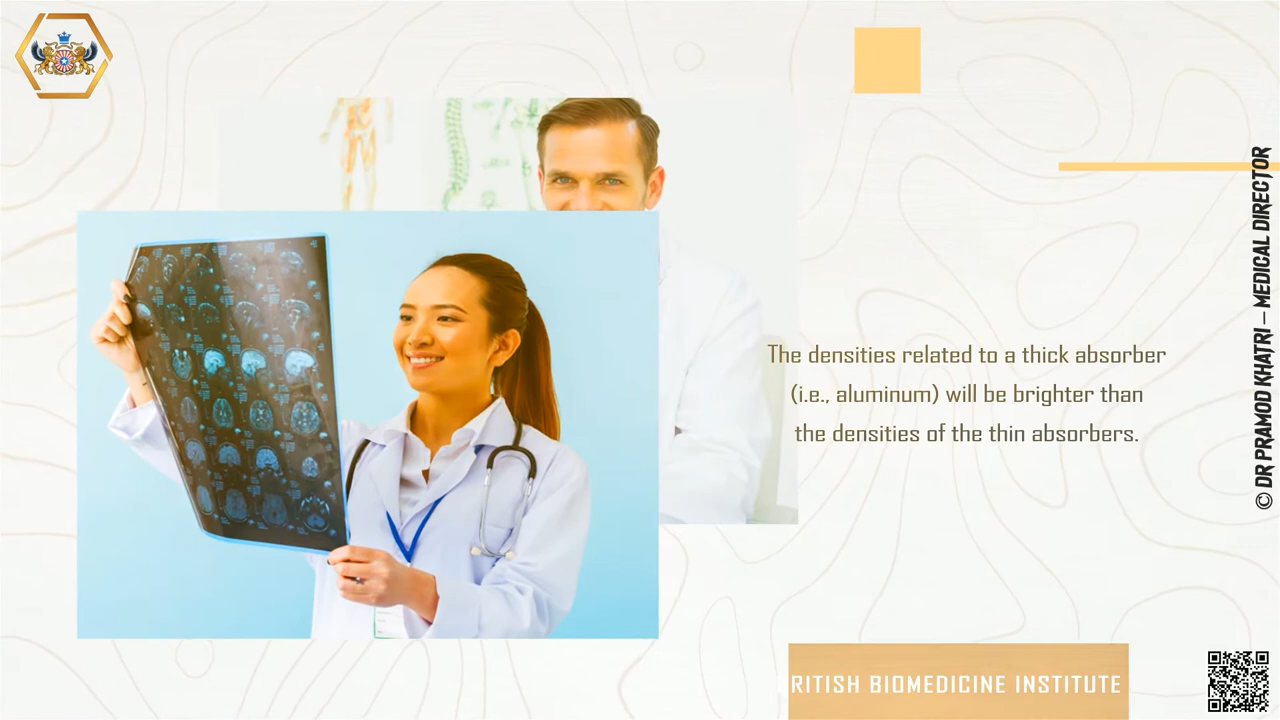 The densities related to a thick absorber
(i.e., aluminum) will be brighter than
the densities of the thin absorbers.
© DR PRAMOD KHATRI – MEDICAL DIRECTOR
BRITISH BIOMEDICINE INSTITUTE